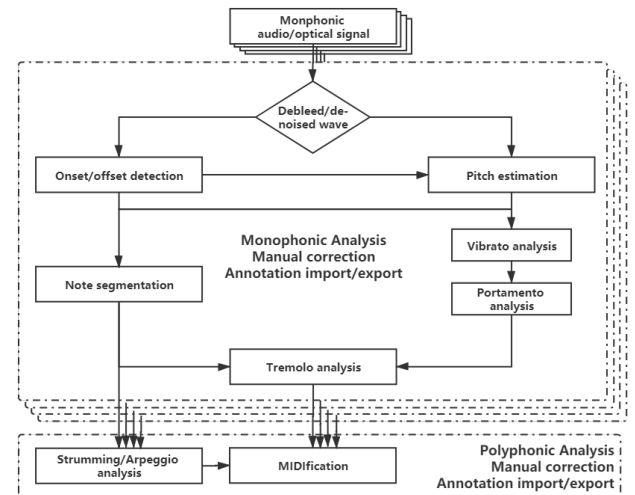 Monphonic
audio/optical signal
Debleed/de-
noised wave
Onset/offset detection
Pitch estimation
Monophonic Analysis
Manual correction
Annotation import/export
Vibrato analysis
Note segmentation
Portamento
analysis
Tremolo analysis
Strumming/Arpeggio
analysis
MIDIfication
Polyphonic Analysis
Manual correction
Annotation import/export